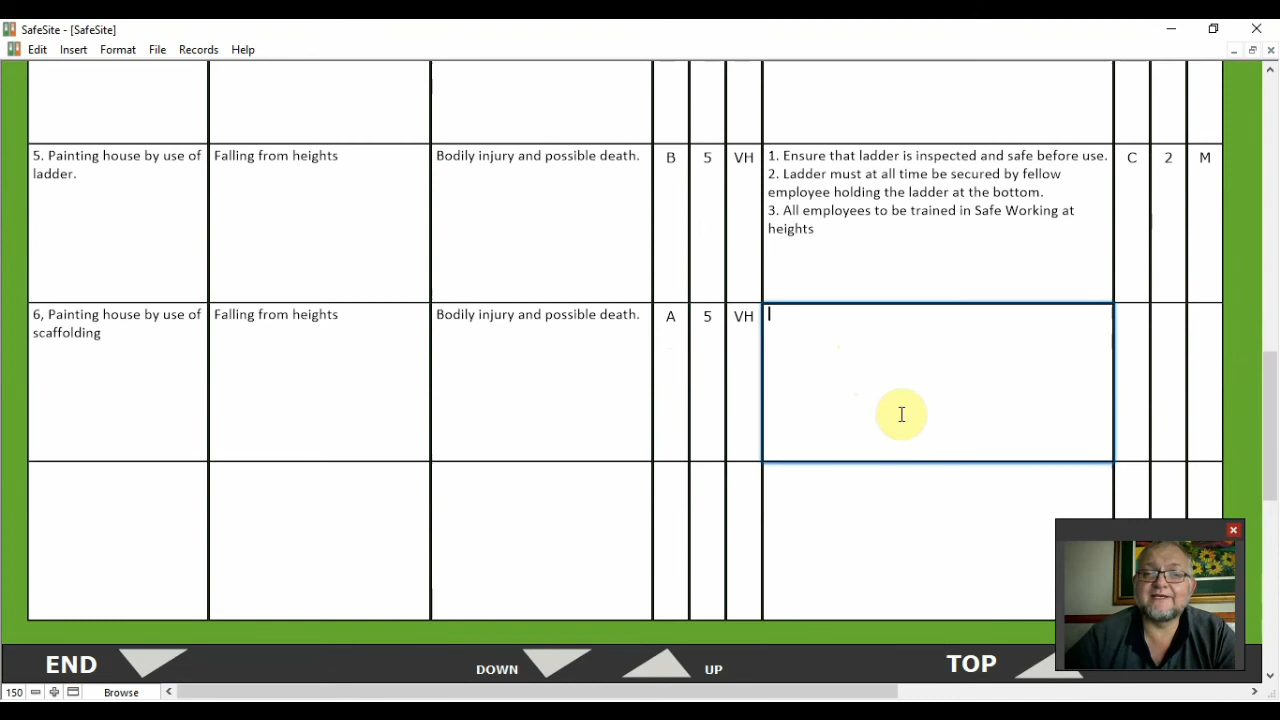 SafeSite - [SafeSite]
Edit Insert Format File Records Help
5. Painting house by use of
ladder.
Falling from heights
Bodily injury and possible death.
B
5
VH
1. Ensure that ladder is inspected and safe before use.
2. Ladder must at all time be secured by fellow
employee holding the ladder at the bottom.
3. All employees to be trained in Safe Working at
heights
C
2
M
6, Painting house by use of
scaffolding
Falling from heights
Bodily injury and possible death.
A
5
VH
END
DOWN
UP
TOP
150
Browse